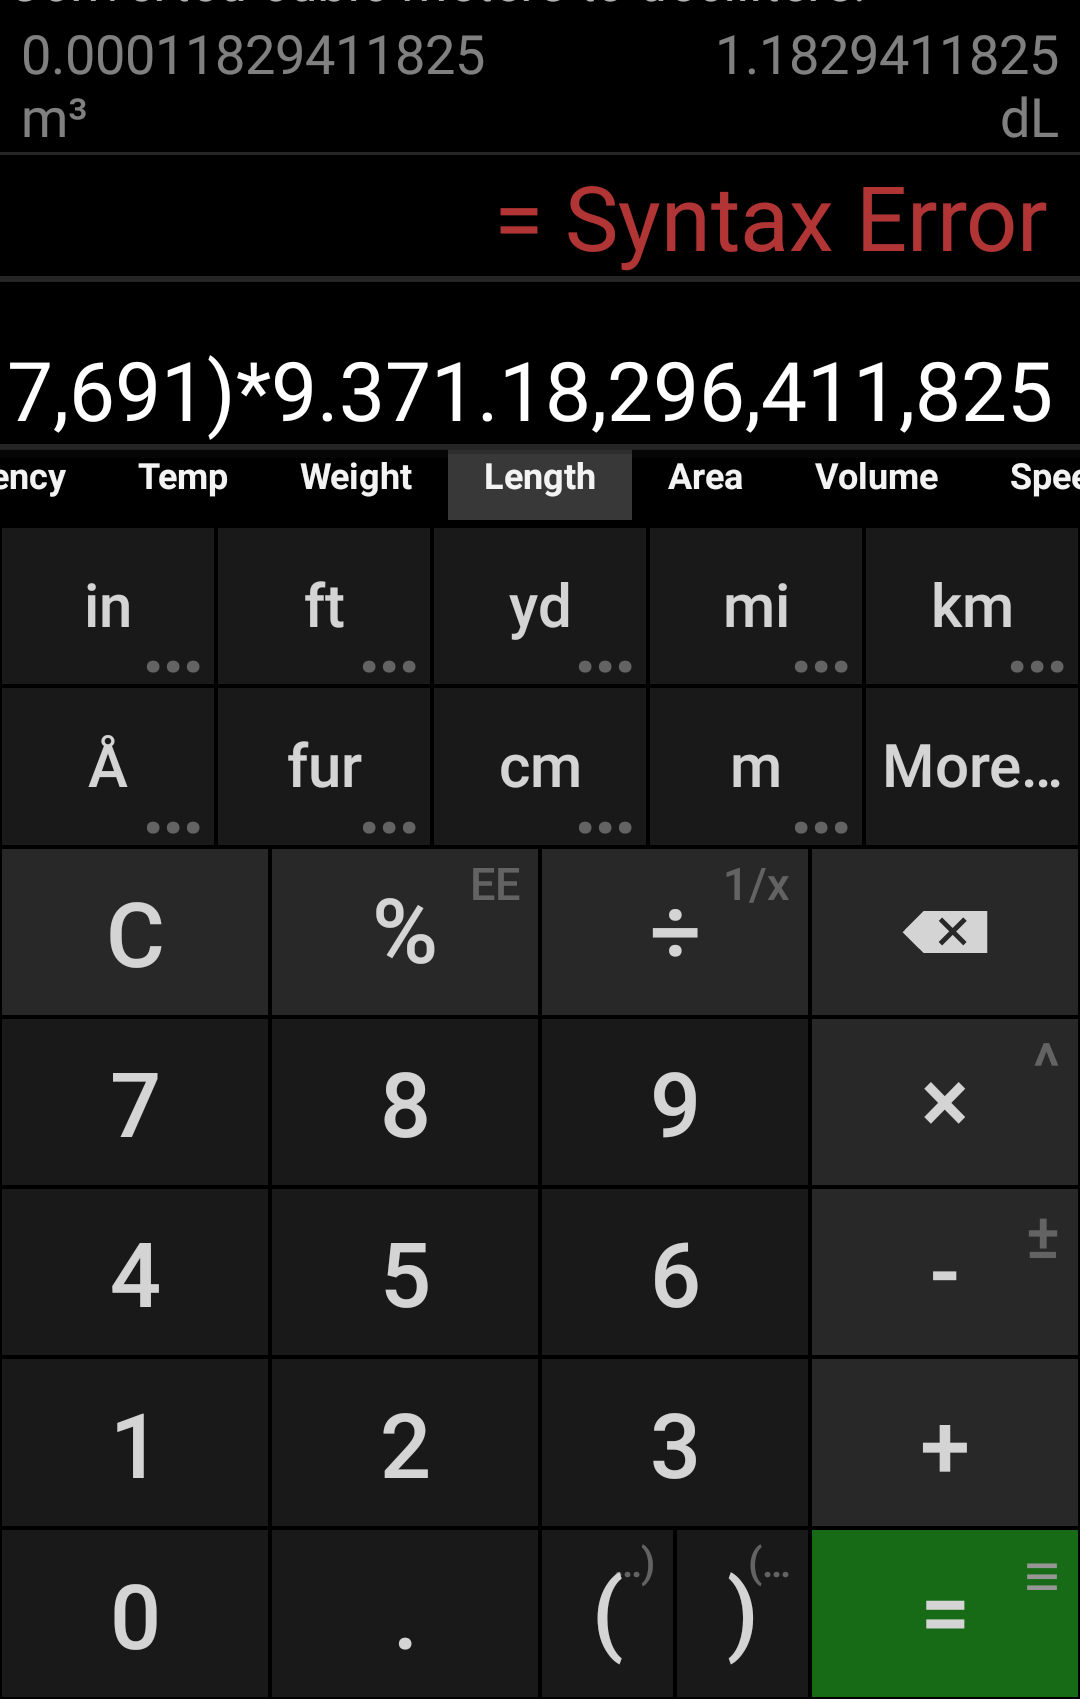 0.000118829411825 1.1829411825
m³ dL
= Syntax Error
7,691)*9.371.18,296,411,825
ency Temp Weight Length Area Volume Spee
in ft yd mi km
Å fur cm m More...
C % EE ÷ 1/x
7 8 9 × ^
4 5 6 - ±
1 2 3 +
0 . ( ..) ) (... = ≡